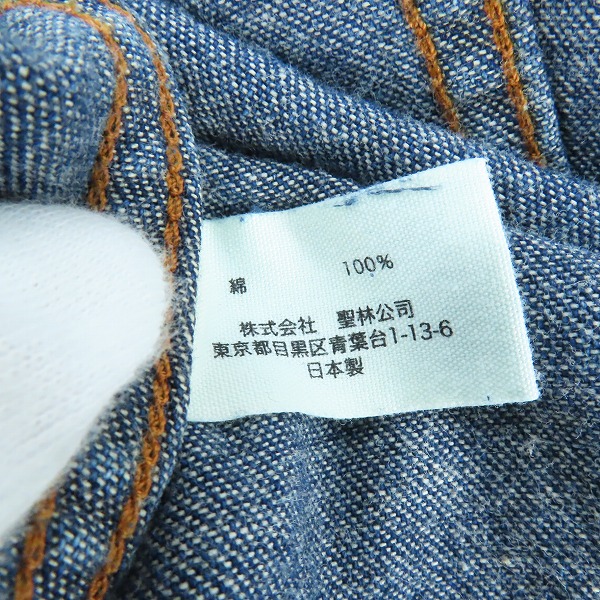 綿 100%
株式会社 聖林公司
東京都目黒区青葉台1-13-6
日本製